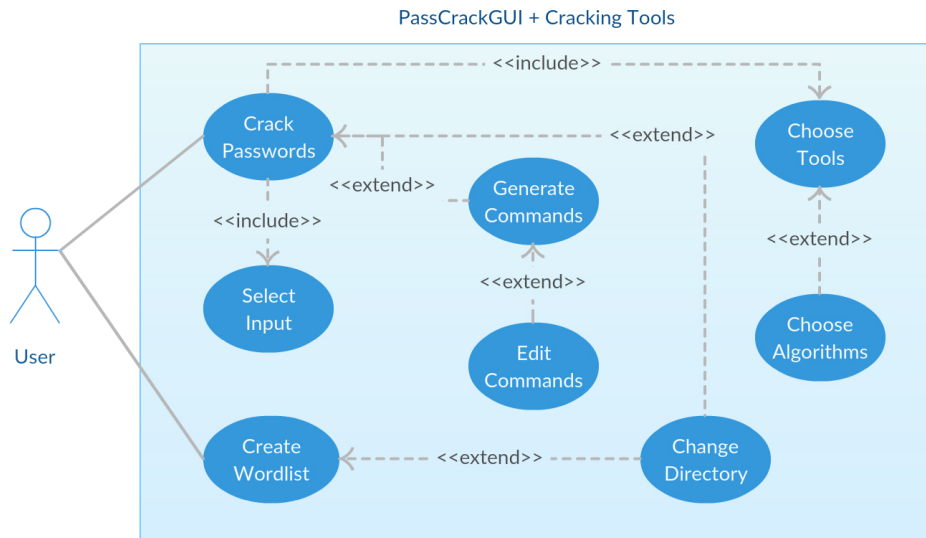 PassCrackGUI + Cracking Tools
<<include>>
Crack
Passwords
<<extend>>
Choose
Tools
<<extend>>
Generate
Commands
<<include>>
<<extend>>
Select
Input
<<extend>>
Choose
Algorithms
Edit
Commands
User
Create
Wordlist
<<extend>>
Change
Directory